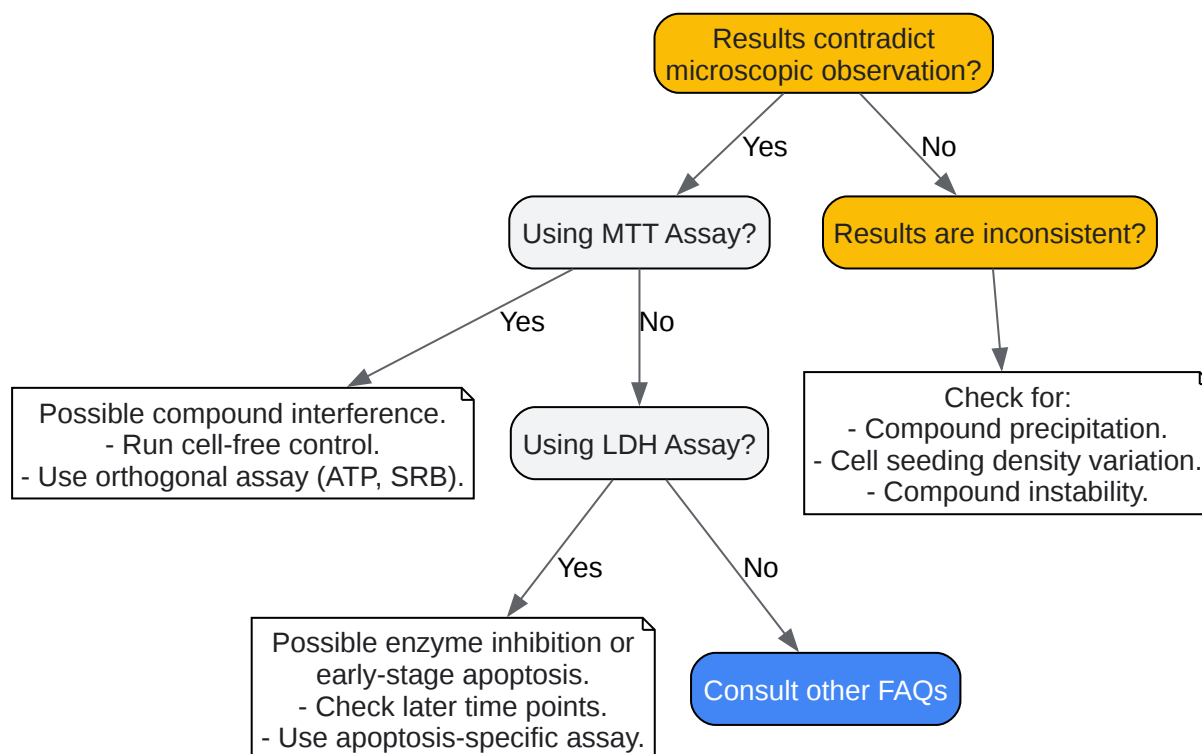 Results contradict
microscopic observation?
Yes
No
Using MTT Assay?
Results are inconsistent?
Yes
No
Possible compound interference.
- Run cell-free control.
- Use orthogonal assay (ATP, SRB).
Using LDH Assay?
Check for:
- Compound precipitation.
- Cell seeding density variation.
- Compound instability.
Yes
No
Possible enzyme inhibition or
early-stage apoptosis.
- Check later time points.
- Use apoptosis-specific assay.
Consult other FAQs